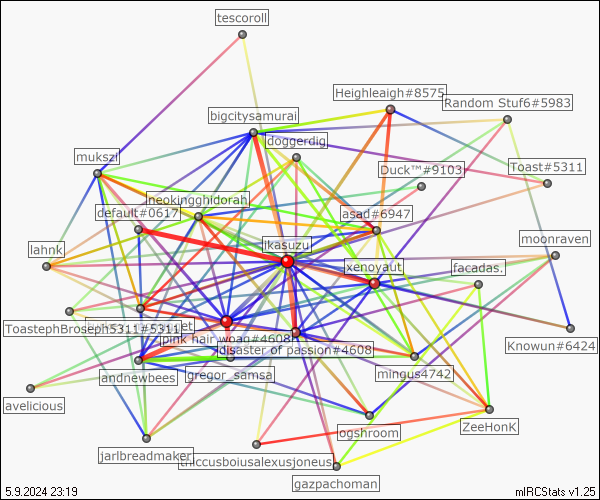 tescoroll
Heighleaigh#8575
Random Stuf6#5983
bigcitysamurai
doggerdig
mukszi
Duck™#9103
Toast#5311
neokingghidorah
default#0617
asad#6947
jkasuzu
lahnk
moonraven
xenoyaut
facadas.
ToastephBroseph5311#5311
pink hair woag#4608
disaster of passion#4608
Knowun#6424
gregor_samsa
andnewbees
mingus4742
avelicious
ogshroom
ZeeHonK
jarlbreadmaker
thiccusboiusalexusjoneus
gazpachoman
5.9.2024 23:19
mIRCStats v1.25